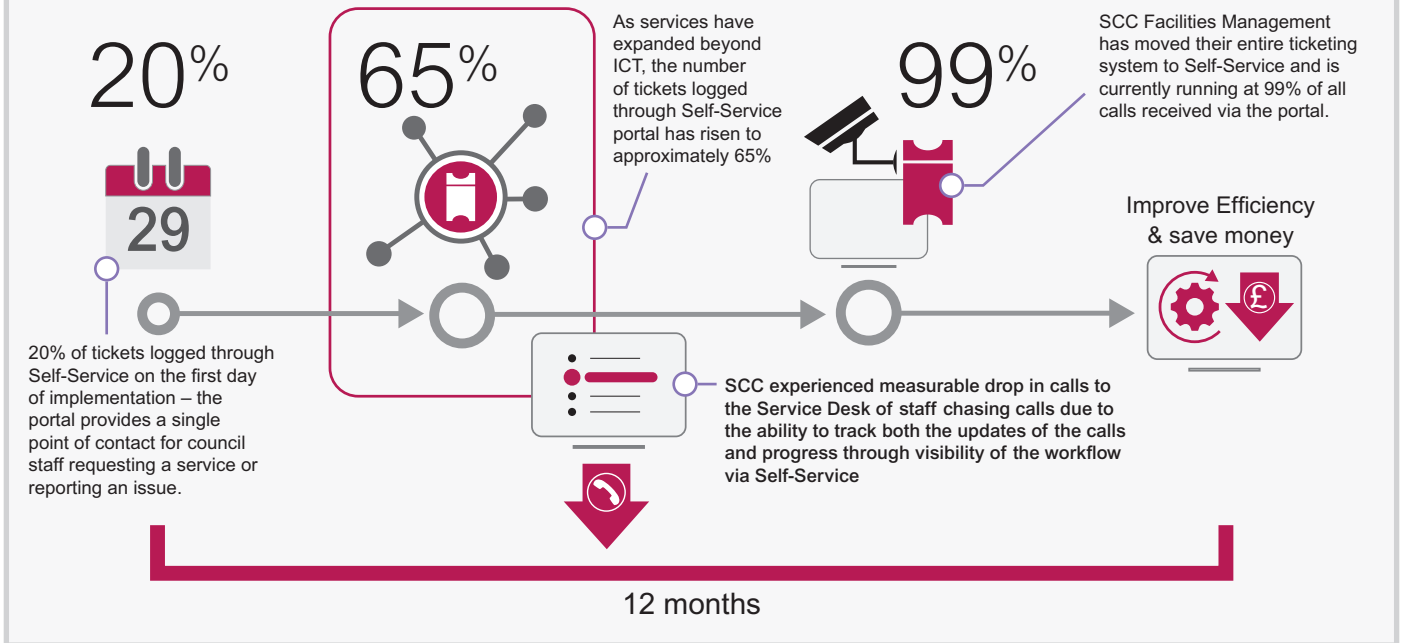 20%
65%
As services have
expanded beyond
ICT, the number
of tickets logged
through Self-Service
portal has risen to
approximately 65%
99%
SCC Facilities Management
has moved their entire ticketing
system to Self-Service and is
currently running at 99% of all
calls received via the portal.
29
Improve Efficiency
& save money
£
20% of tickets logged through
Self-Service on the first day
of implementation – the
portal provides a single
point of contact for council
staff requesting a service or
reporting an issue.
SCC experienced measurable drop in calls to
the Service Desk of staff chasing calls due to
the ability to track both the updates of the calls
and progress through visibility of the workflow
via Self-Service
12 months